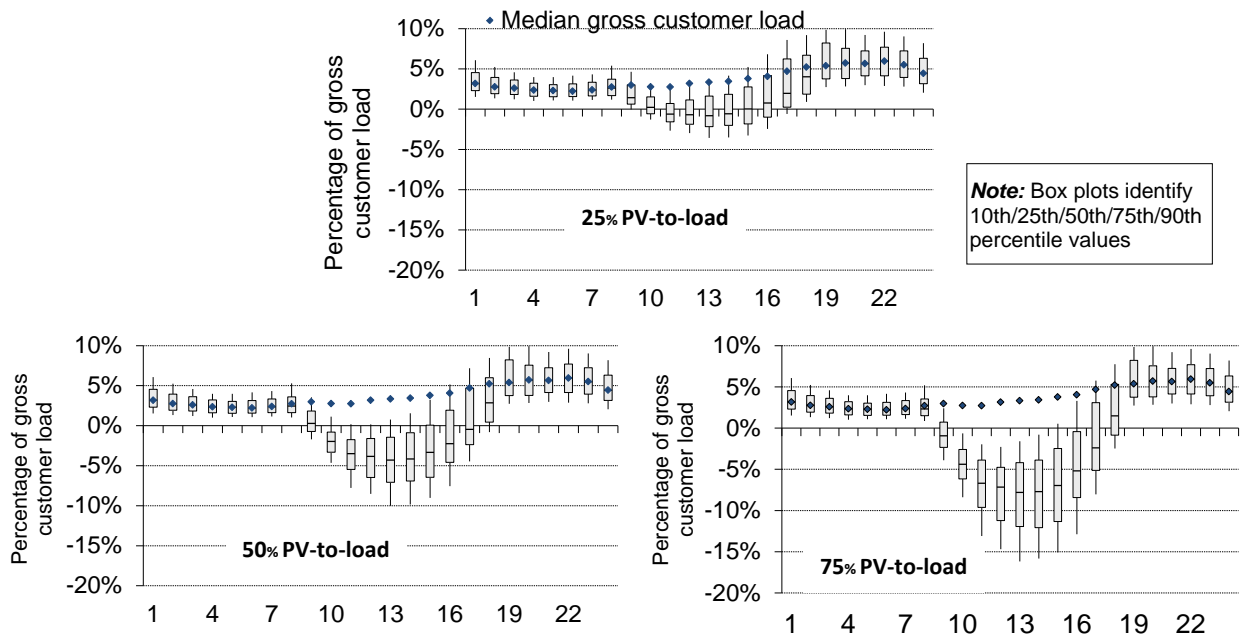 Median gross customer load
Percentage of gross
customer load
10%
5%
0%
-5%
-10%
-15%
-20%
25% PV-to-load
1 4 7 10 13 16 19 22
Note: Box plots identify
10th/25th/50th/75th/90th
percentile values
Percentage of gross
customer load
10%
5%
0%
-5%
-10%
-15%
-20%
50% PV-to-load
1 4 7 10 13 16 19 22
Percentage of gross
customer load
10%
5%
0%
-5%
-10%
-15%
-20%
75% PV-to-load
1 4 7 10 13 16 19 22